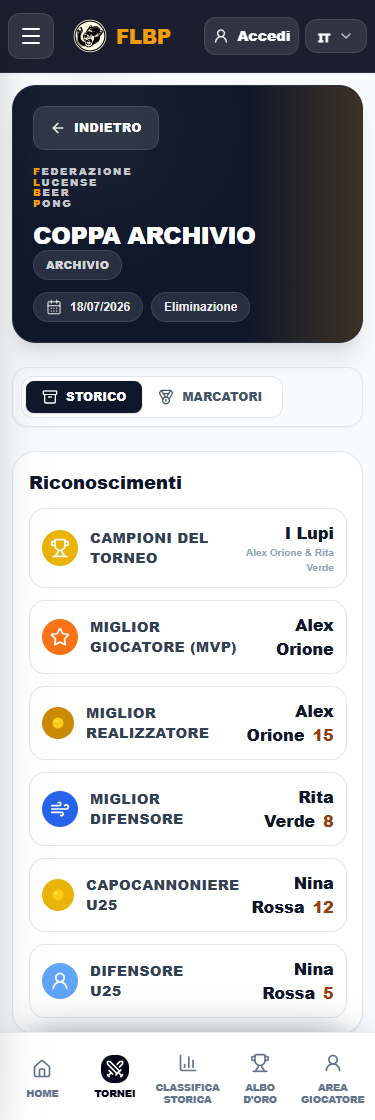 FLBP
Accedi
IT
INDIETRO
FEDERAZIONE
LUCENSE
BEER
PONG
COPPA ARCHIVIO
ARCHIVIO
18/07/2026
Eliminazione
STORICO
MARCATORI
Riconoscimenti
CAMPIONI DEL
TORNEO
I Lupi
Alex Orione & Rita
Verde
MIGLIOR
GIOCATORE (MVP)
Alex
Orione
MIGLIOR
REALIZZATORE
Alex
Orione 15
MIGLIOR
DIFENSORE
Rita
Verde 8
CAPOCANNONIERE
U25
Nina
Rossa 12
DIFENSORE
U25
Nina
Rossa 5
HOME
TORNEI
CLASSIFICA
STORICA
ALBO
D'ORO
AREA
GIOCATORE